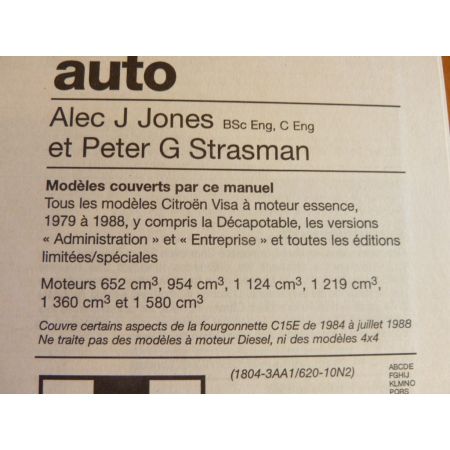 auto
Alec J Jones BSc Eng, C Eng
et Peter G Strasman
Modèles couverts par ce manuel
Tous les modèles Citroën Visa à moteur essence,
1979 à 1988, y compris la Décapotable, les versions
« Administration » et « Entreprise » et toutes les éditions
limitées/spéciales
Moteurs 652 cm³, 954 cm³, 1 124 cm³, 1 219 cm³,
1 360 cm³ et 1 580 cm³
Couvre certains aspects de la fourgonnette C15E de 1984 à juillet 1988
Ne traite pas des modèles à moteur Diesel, ni des modèles 4x4
(1804-3AA1/620-10N2)
ABCDE
FGHIJ
KLMNO
PQRS